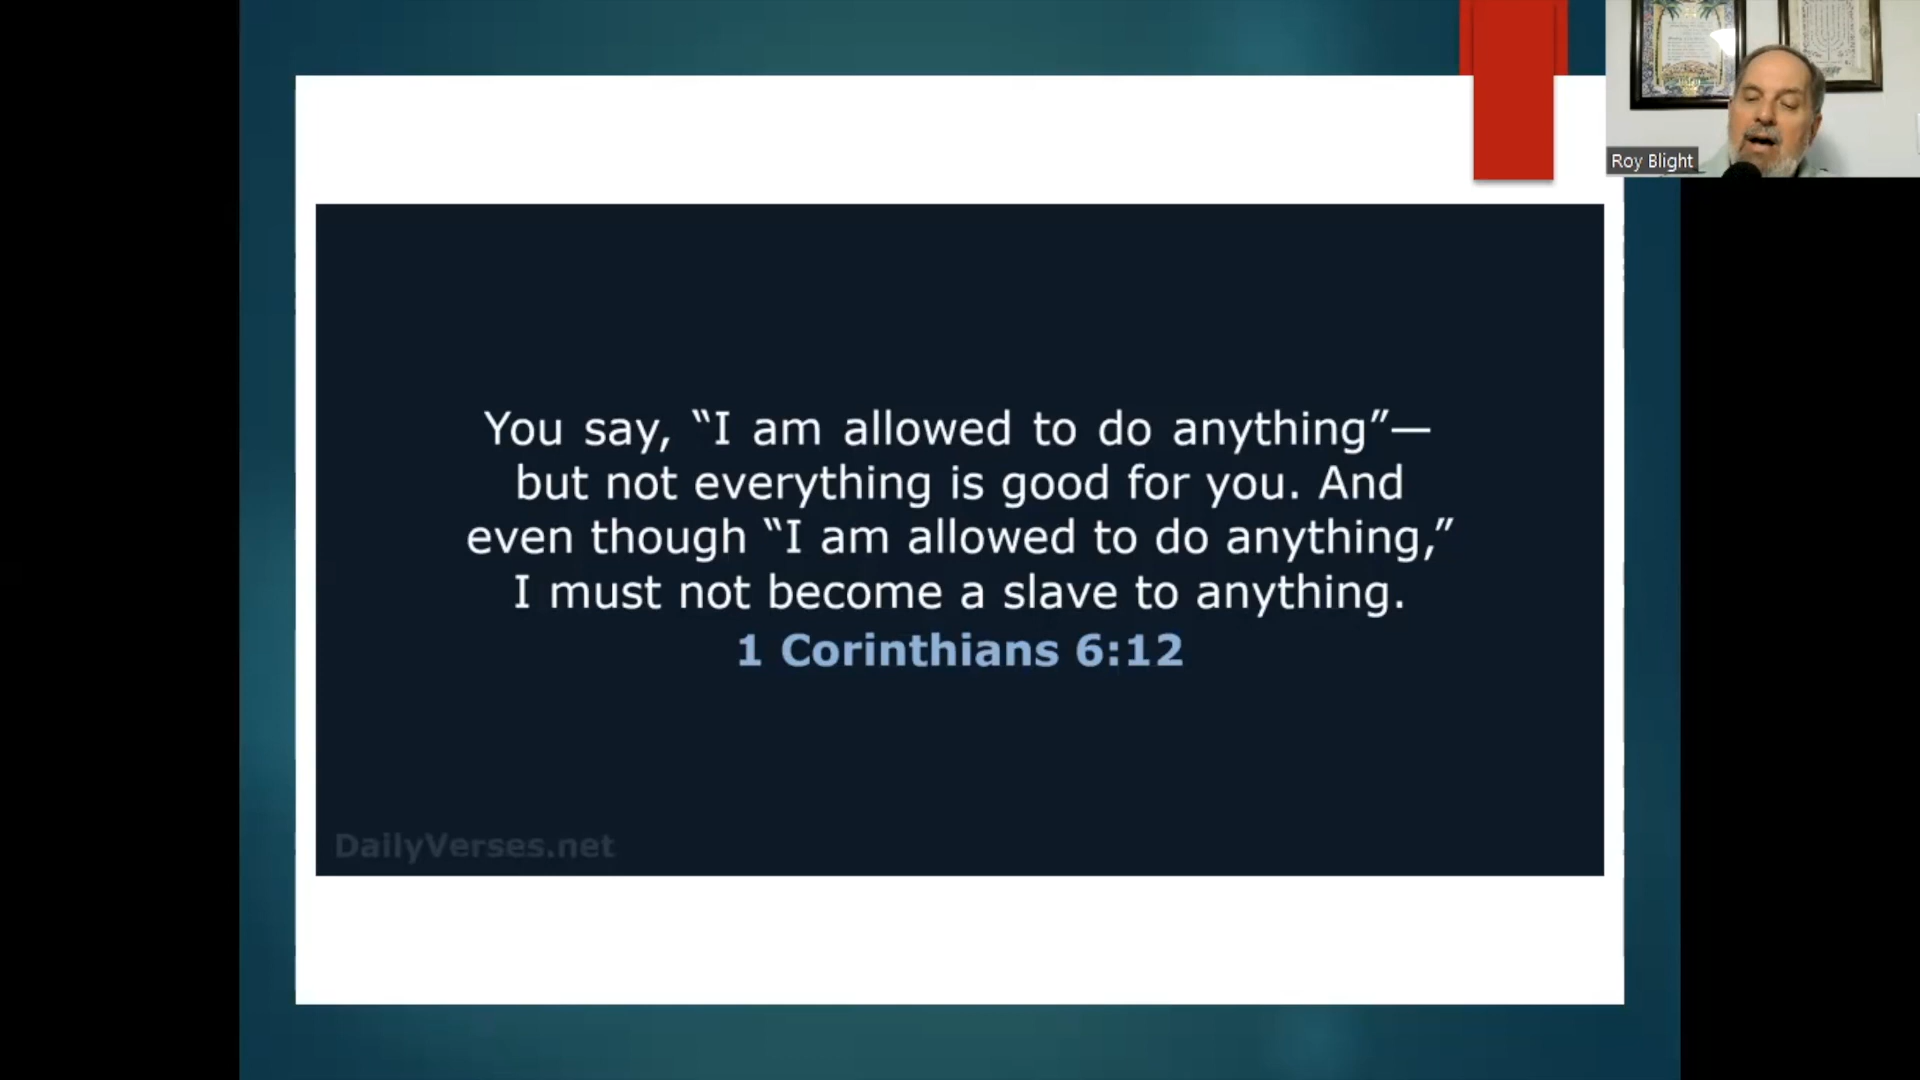 You say, “I am allowed to do anything”—
but not everything is good for you. And
even though “I am allowed to do anything,”
I must not become a slave to anything.
1 Corinthians 6:12
DailyVerses.net
Roy Blight